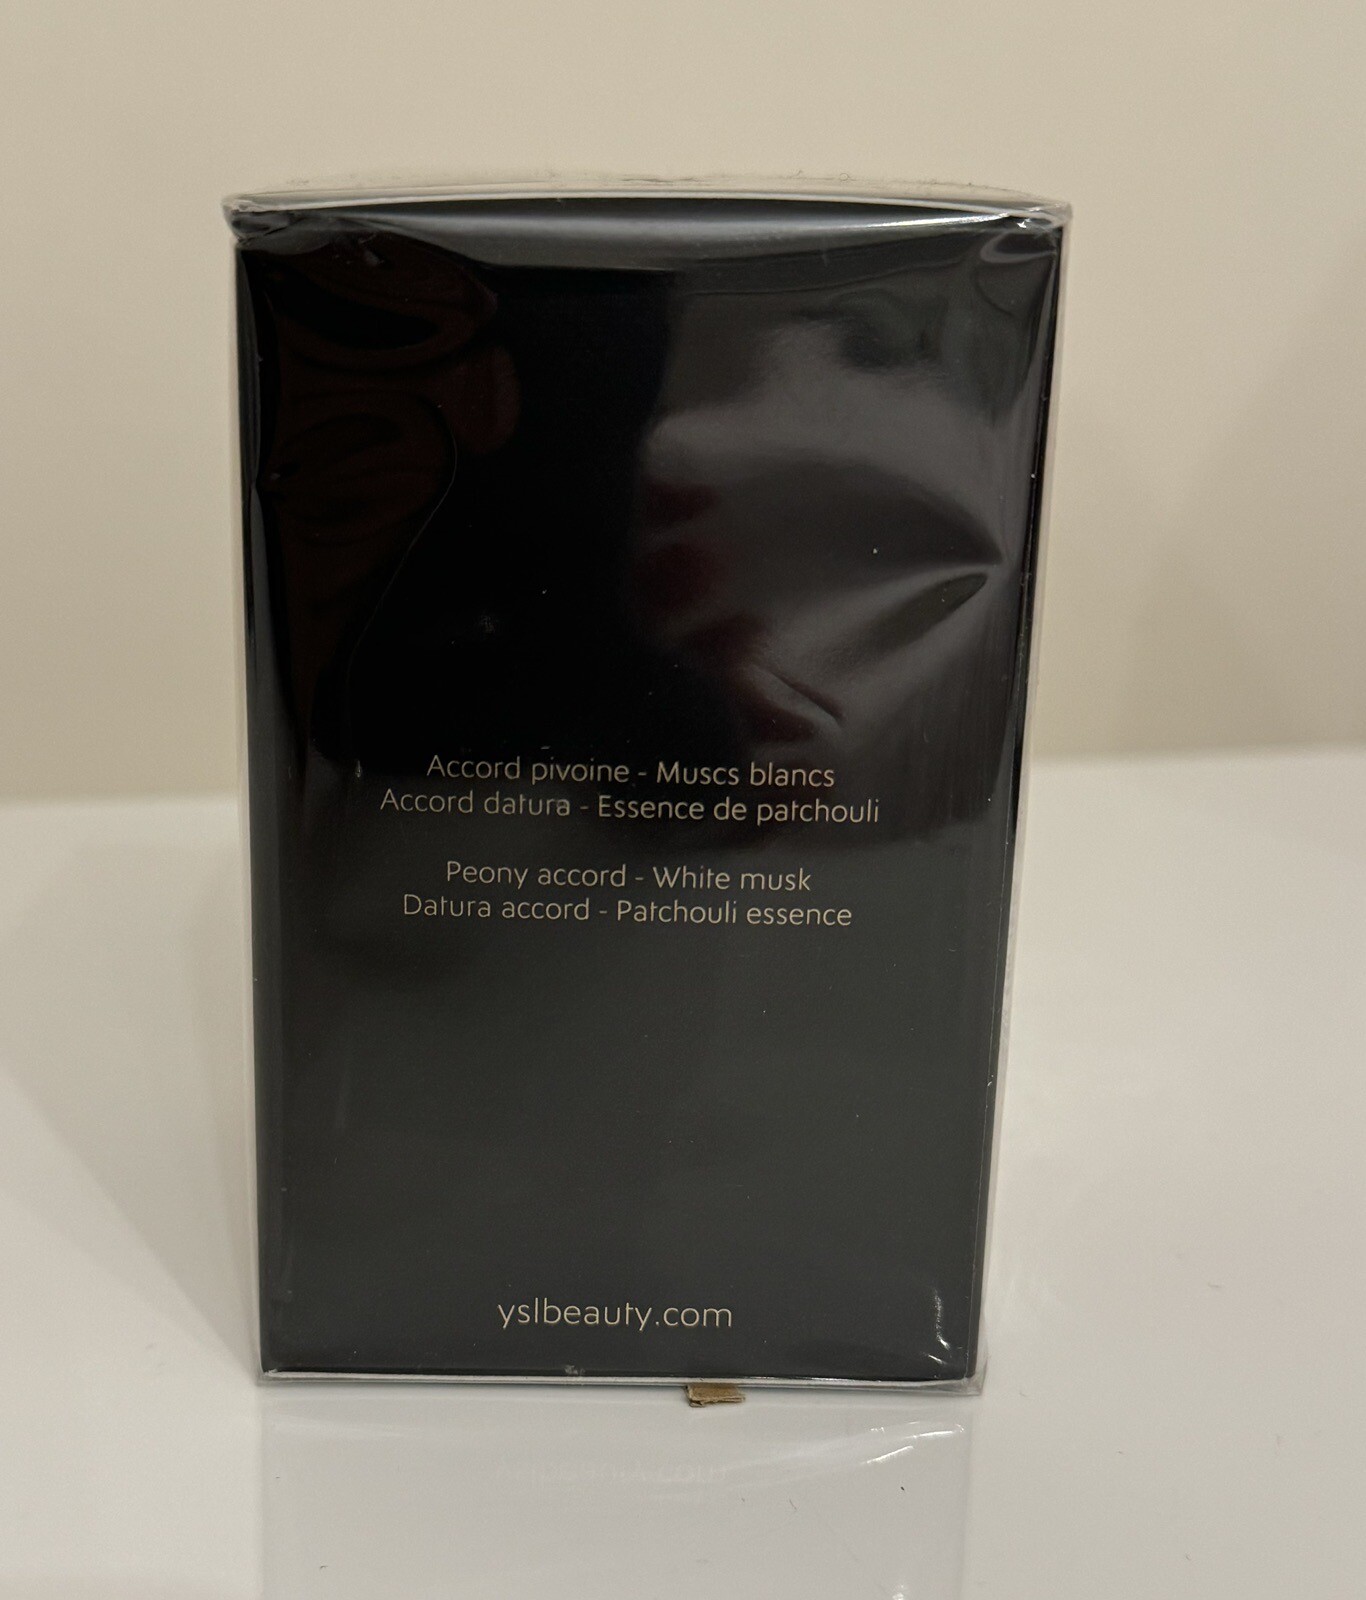 Accord pivoine - Muscs blancs
Accord datura - Essence de patchouli
Peony accord - White musk
Datura accord - Patchouli essence
yslbeauty.com